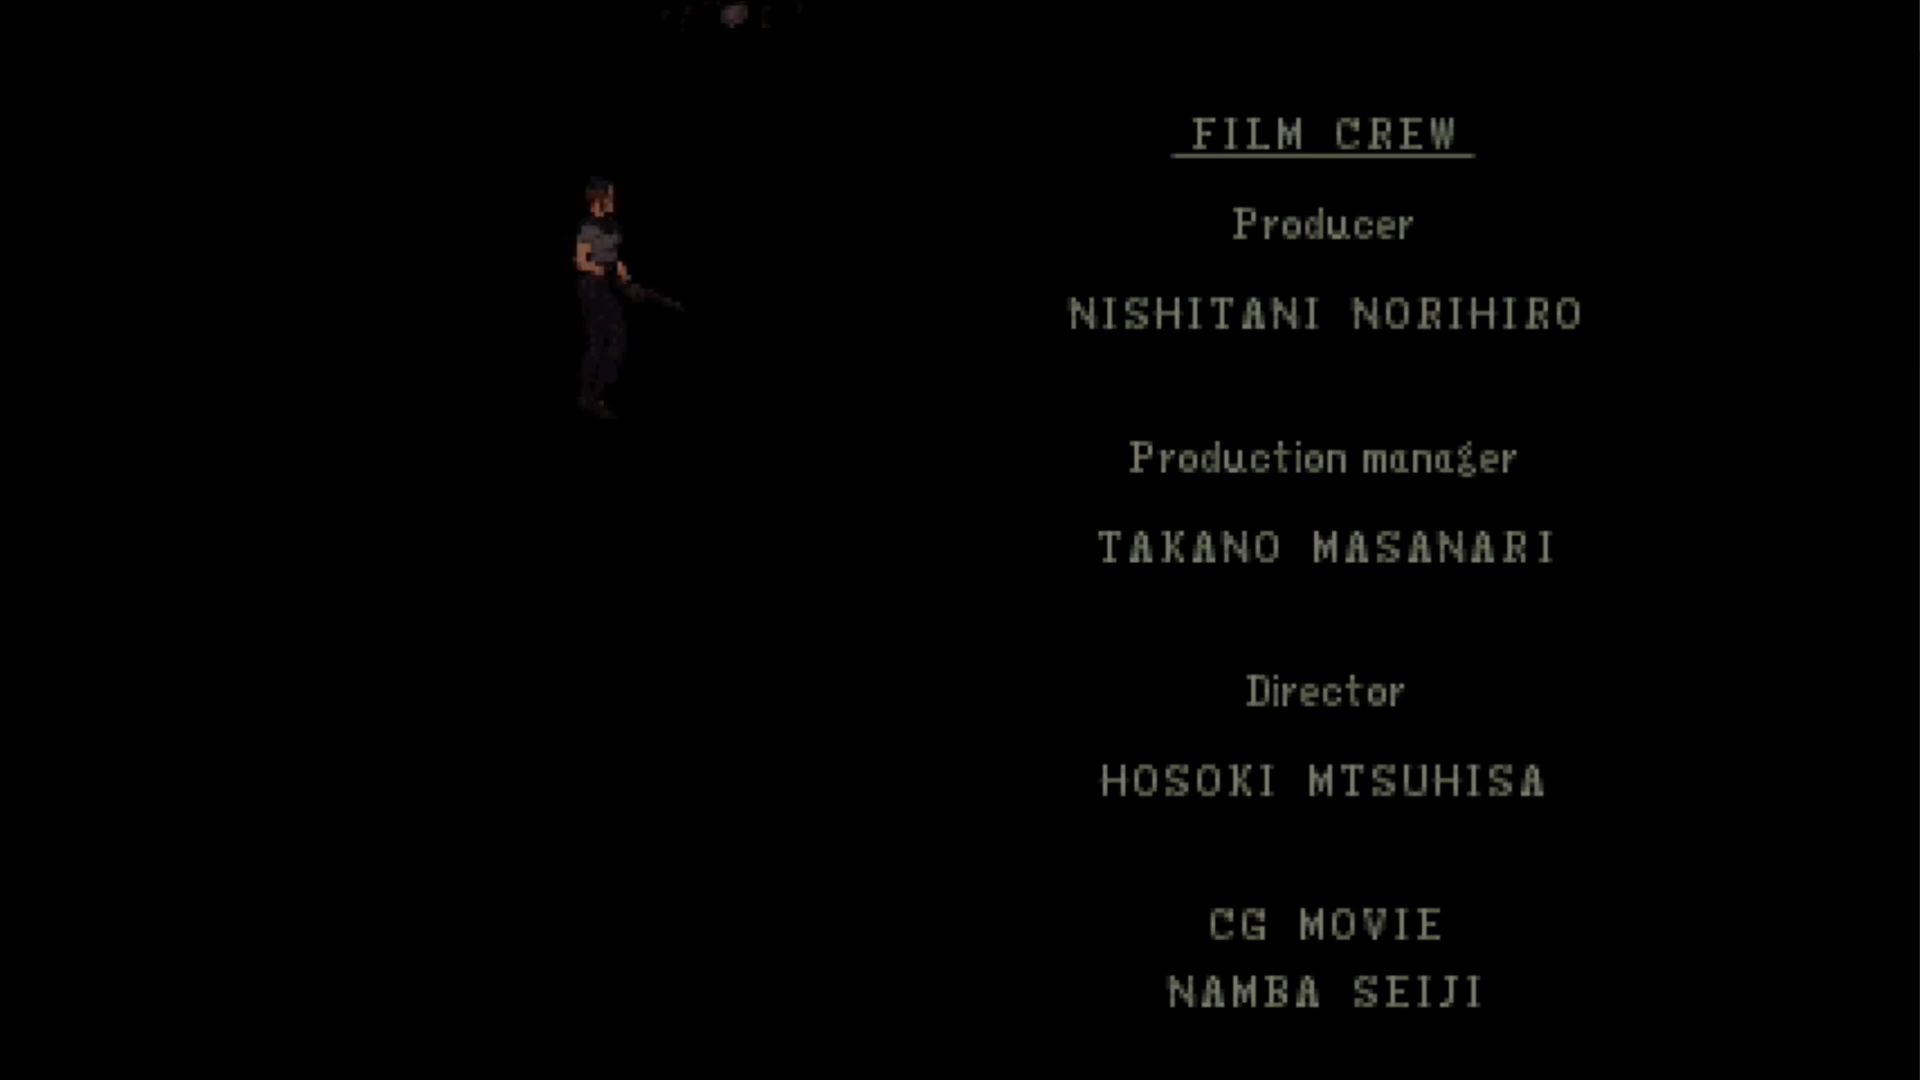 FILM CREW
Producer
NISHITANI NORIHIRO
Production manager
TAKANO MASANARI
Director
HOSOKI MTSUHISA
CG MOVIE
NAMBA SEIJI